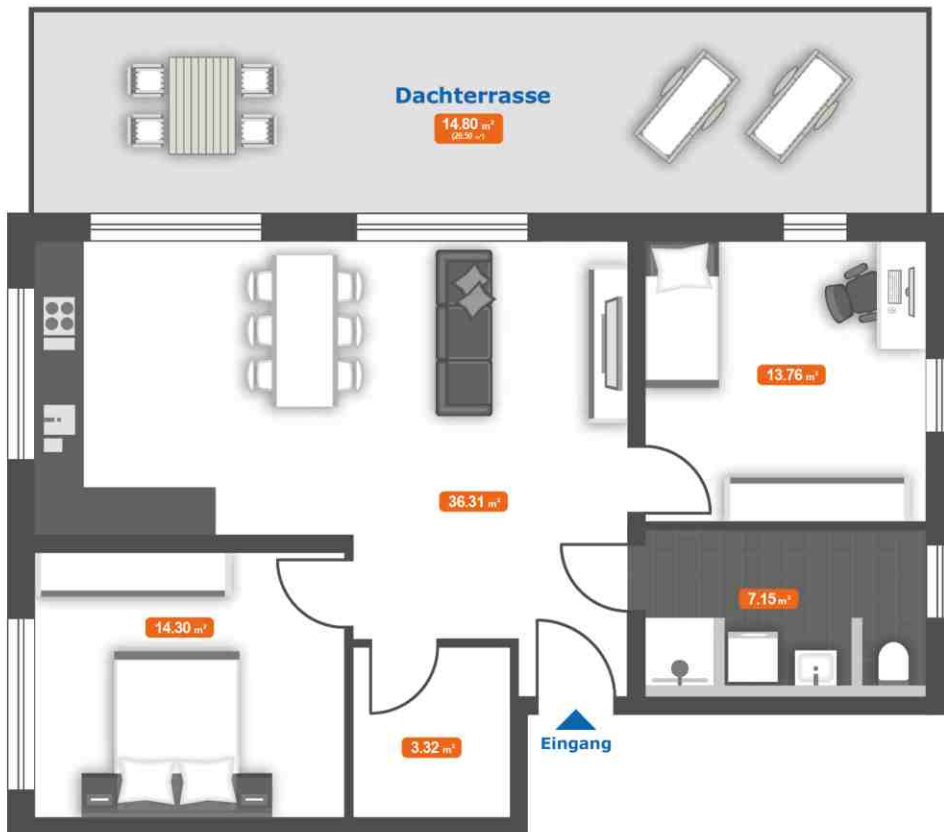 Dachterrasse
14.80 m²
13.76 m²
36.31 m²
7.15 m²
14.30 m²
3.32 m²
Eingang